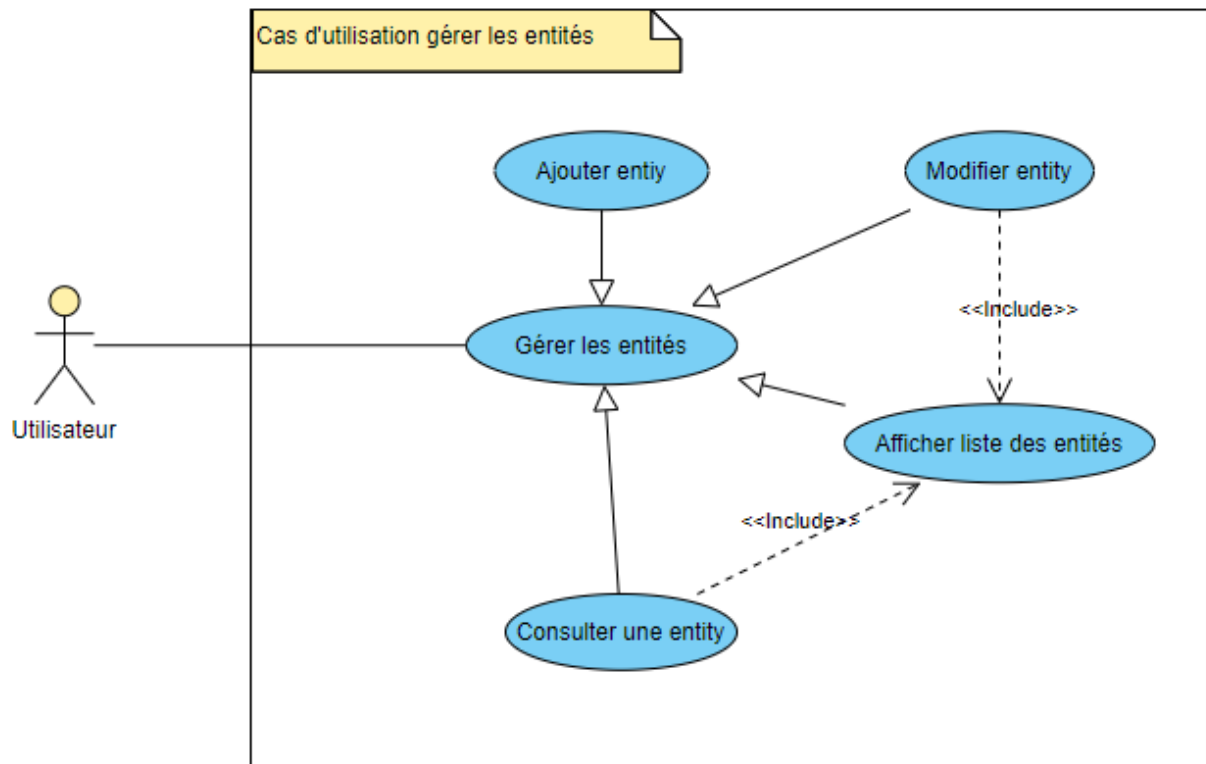 Cas d'utilisation gérer les entités
Ajouter entiy
Modifier entity
<<Include>>
Gérer les entités
Utilisateur
Afficher liste des entités
<<Include>>
Consulter une entity